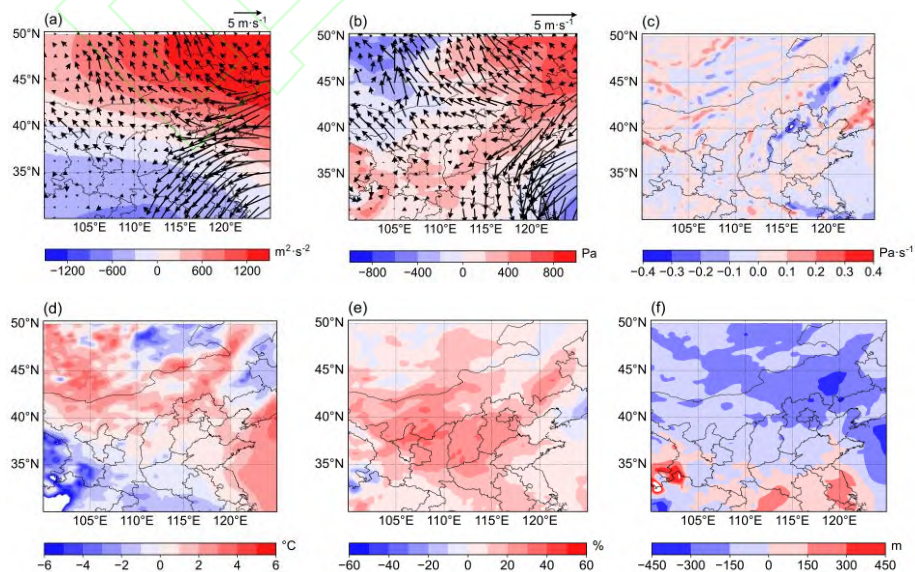 (a)
5 m·s⁻¹
(b)
5 m·s⁻¹
(c)
50°N
45°N
40°N
35°N
105°E 110°E 115°E 120°E
50°N
45°N
40°N
35°N
105°E 110°E 115°E 120°E
50°N
45°N
40°N
35°N
105°E 110°E 115°E 120°E
m²·s⁻²
−1200 −600 0 600 1200
Pa
−800 −400 0 400 800
Pa·s⁻¹
−0.4 −0.3 −0.2 −0.1 0.0 0.1 0.2 0.3 0.4
(d)
(e)
(f)
50°N
45°N
40°N
35°N
105°E 110°E 115°E 120°E
50°N
45°N
40°N
35°N
105°E 110°E 115°E 120°E
50°N
45°N
40°N
35°N
105°E 110°E 115°E 120°E
°C
−6 −4 −2 0 2 4 6
%
−60 −40 −20 0 20 40 60
m
−450 −300 −150 0 150 300 450